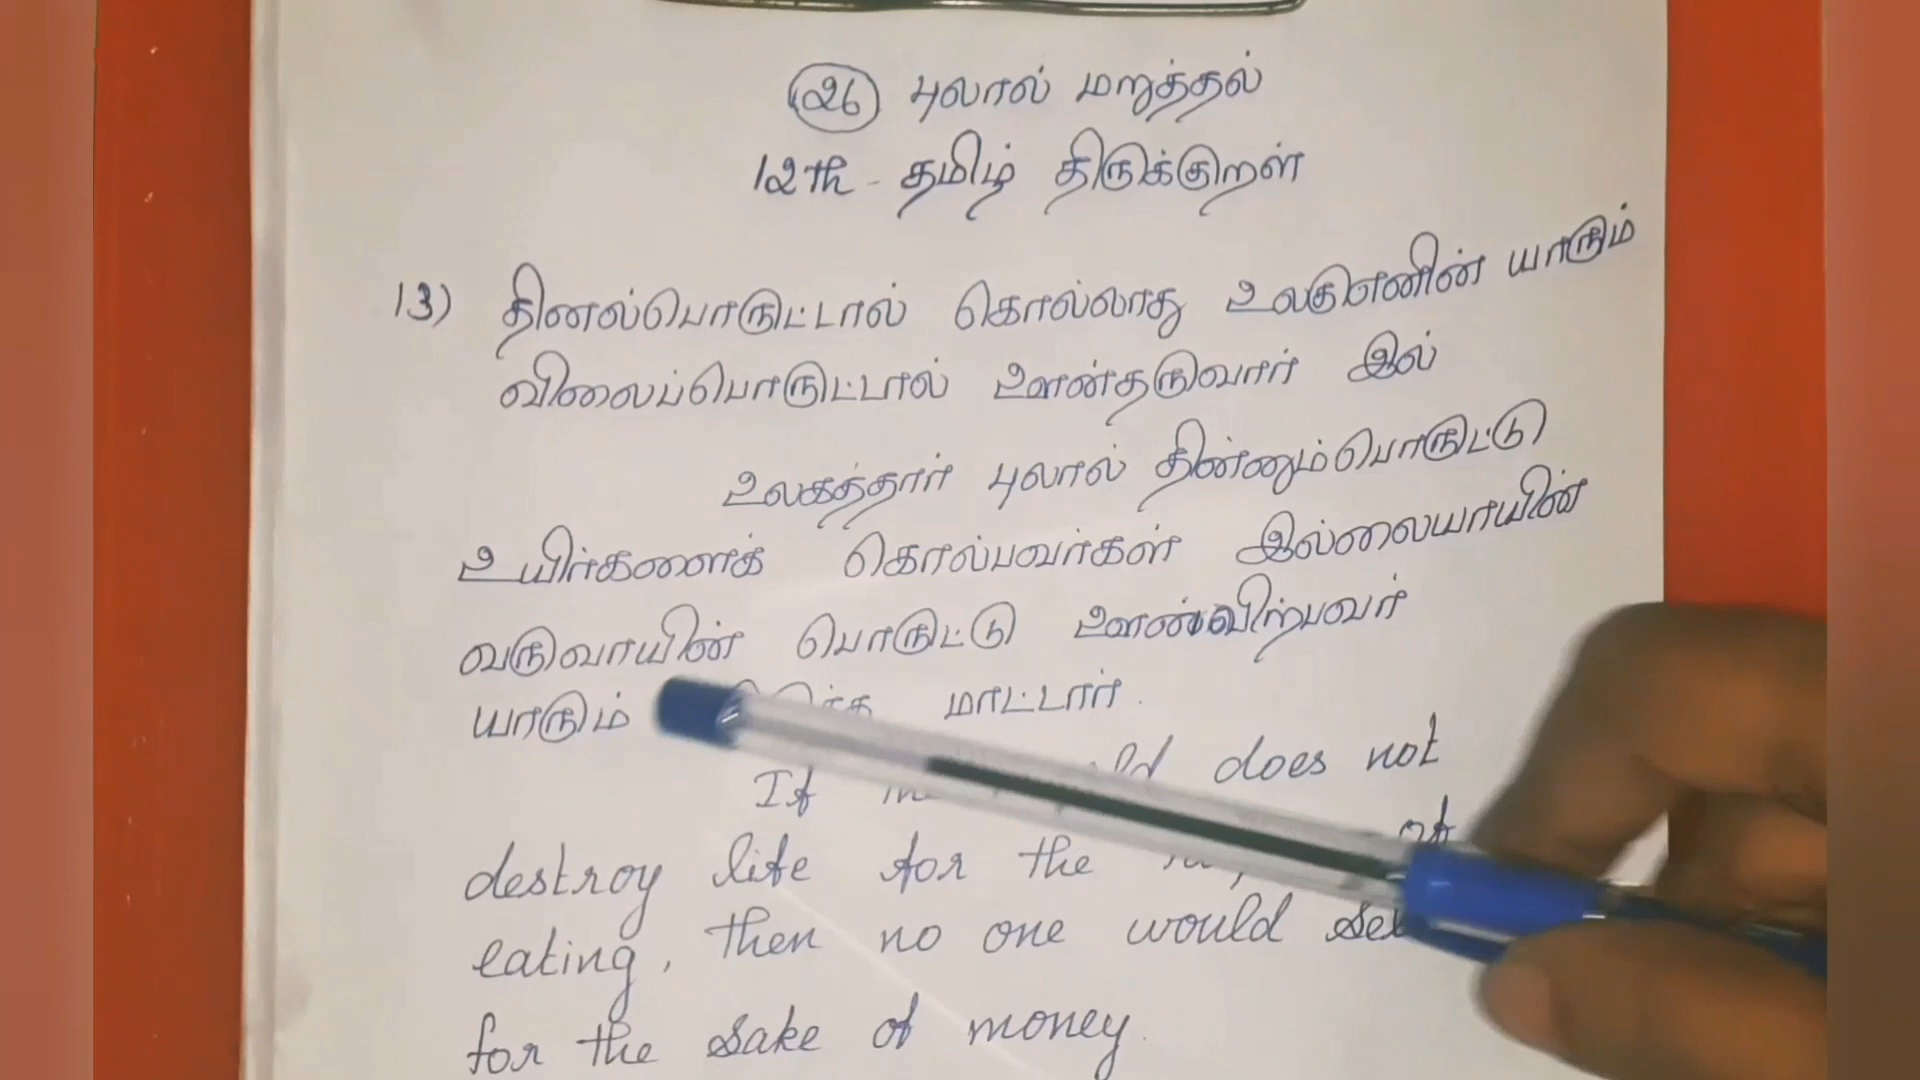 26 புலால் மறுத்தல்
12th - தமிழ் திருக்குறள்
13) தினல்பொருட்டால் கொல்லாது உலகுஎனின் யாரும்
விலைப்பொருட்டால் ஊன்தருவார் இல்
உலகத்தார் புலால் தின்னும்பொருட்டு
உயிர்களைக் கொல்பவர்கள் இல்லையாயின்
வருவாயின் பொருட்டு ஊன்விற்பவர்
யாரும் மாட்டார்.
If does not
destroy life for the of
eating, then no one would
for the sake of money.